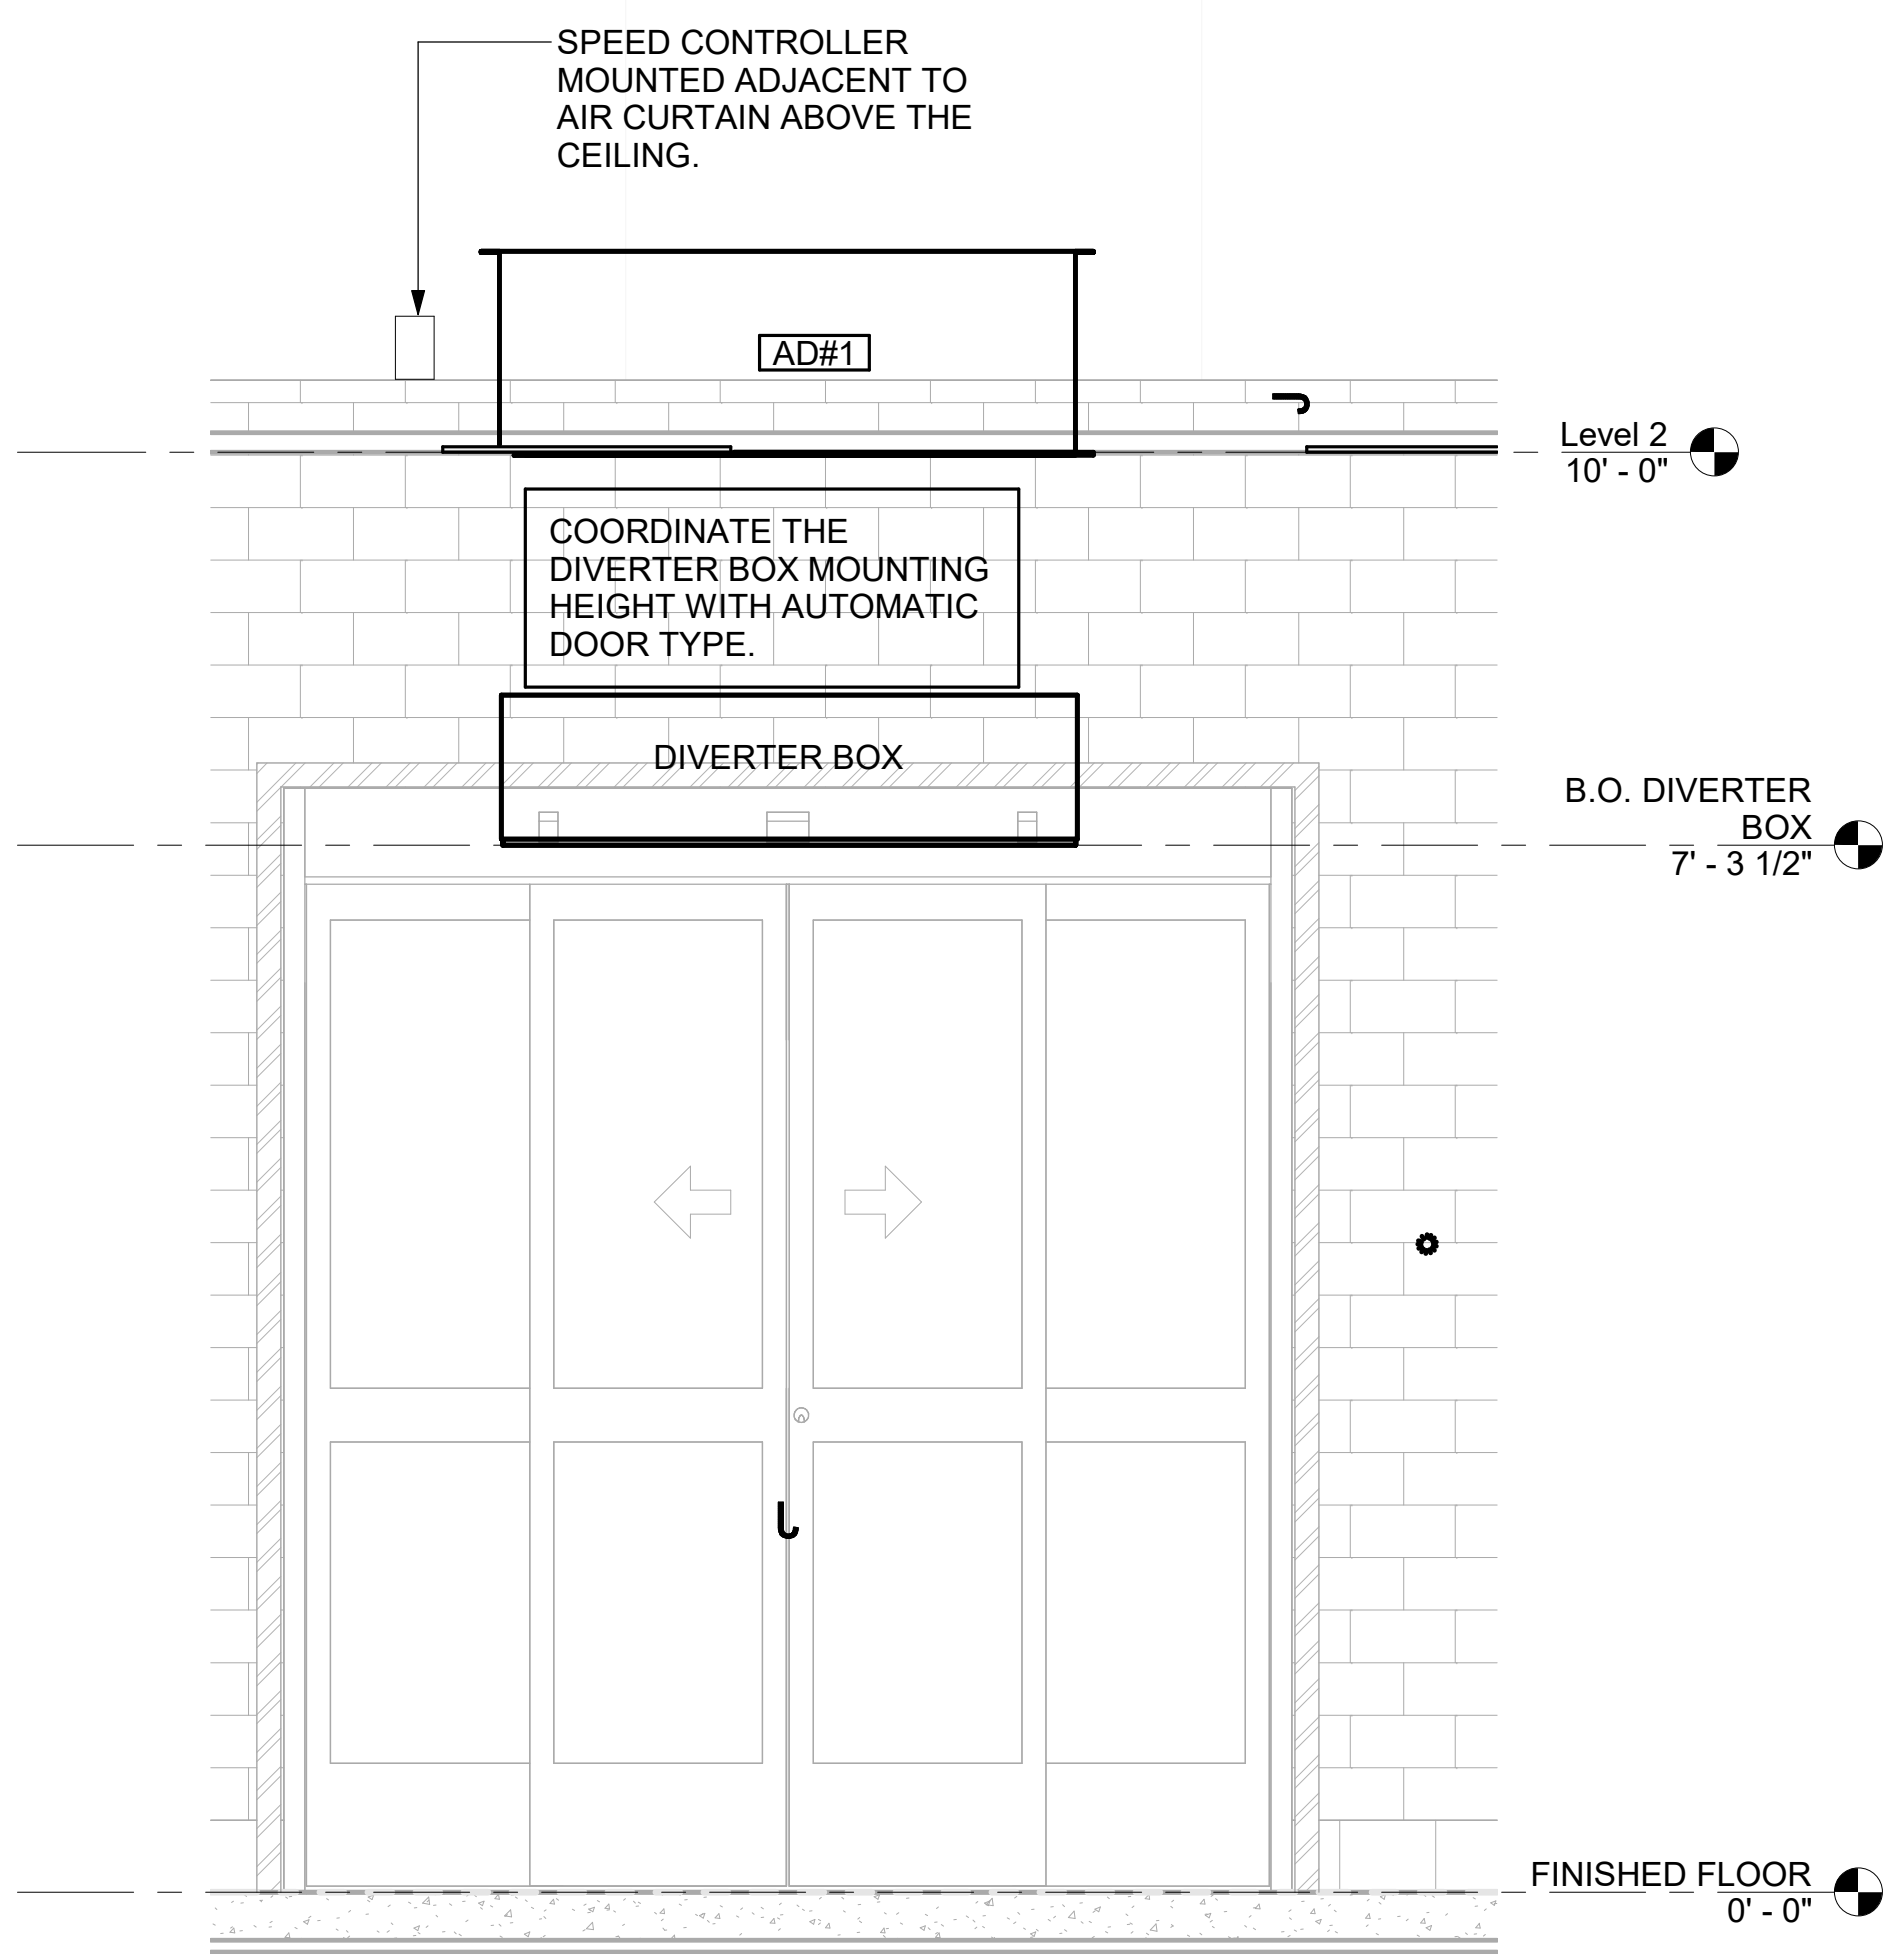 SPEED CONTROLLER
MOUNTED ADJACENT TO
AIR CURTAIN ABOVE THE
CEILING.
AD#1
Level 2
10' - 0"
COORDINATE THE
DIVERTER BOX MOUNTING
HEIGHT WITH AUTOMATIC
DOOR TYPE.
DIVERTER BOX
B.O. DIVERTER
BOX
7' - 3 1/2"
FINISHED FLOOR
0' - 0"